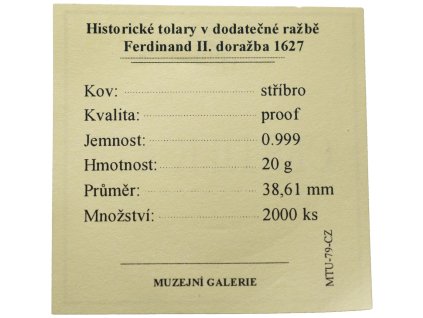 Historické tolary v dodatečné ražbě
Ferdinand II. doražba 1627
Kov: stříbro
Kvalita: proof
Jemnost: 0.999
Hmotnost: 20 g
Průměr: 38,61 mm
Množství: 2000 ks
MTU-79-CZ
MUZEJNÍ GALERIE